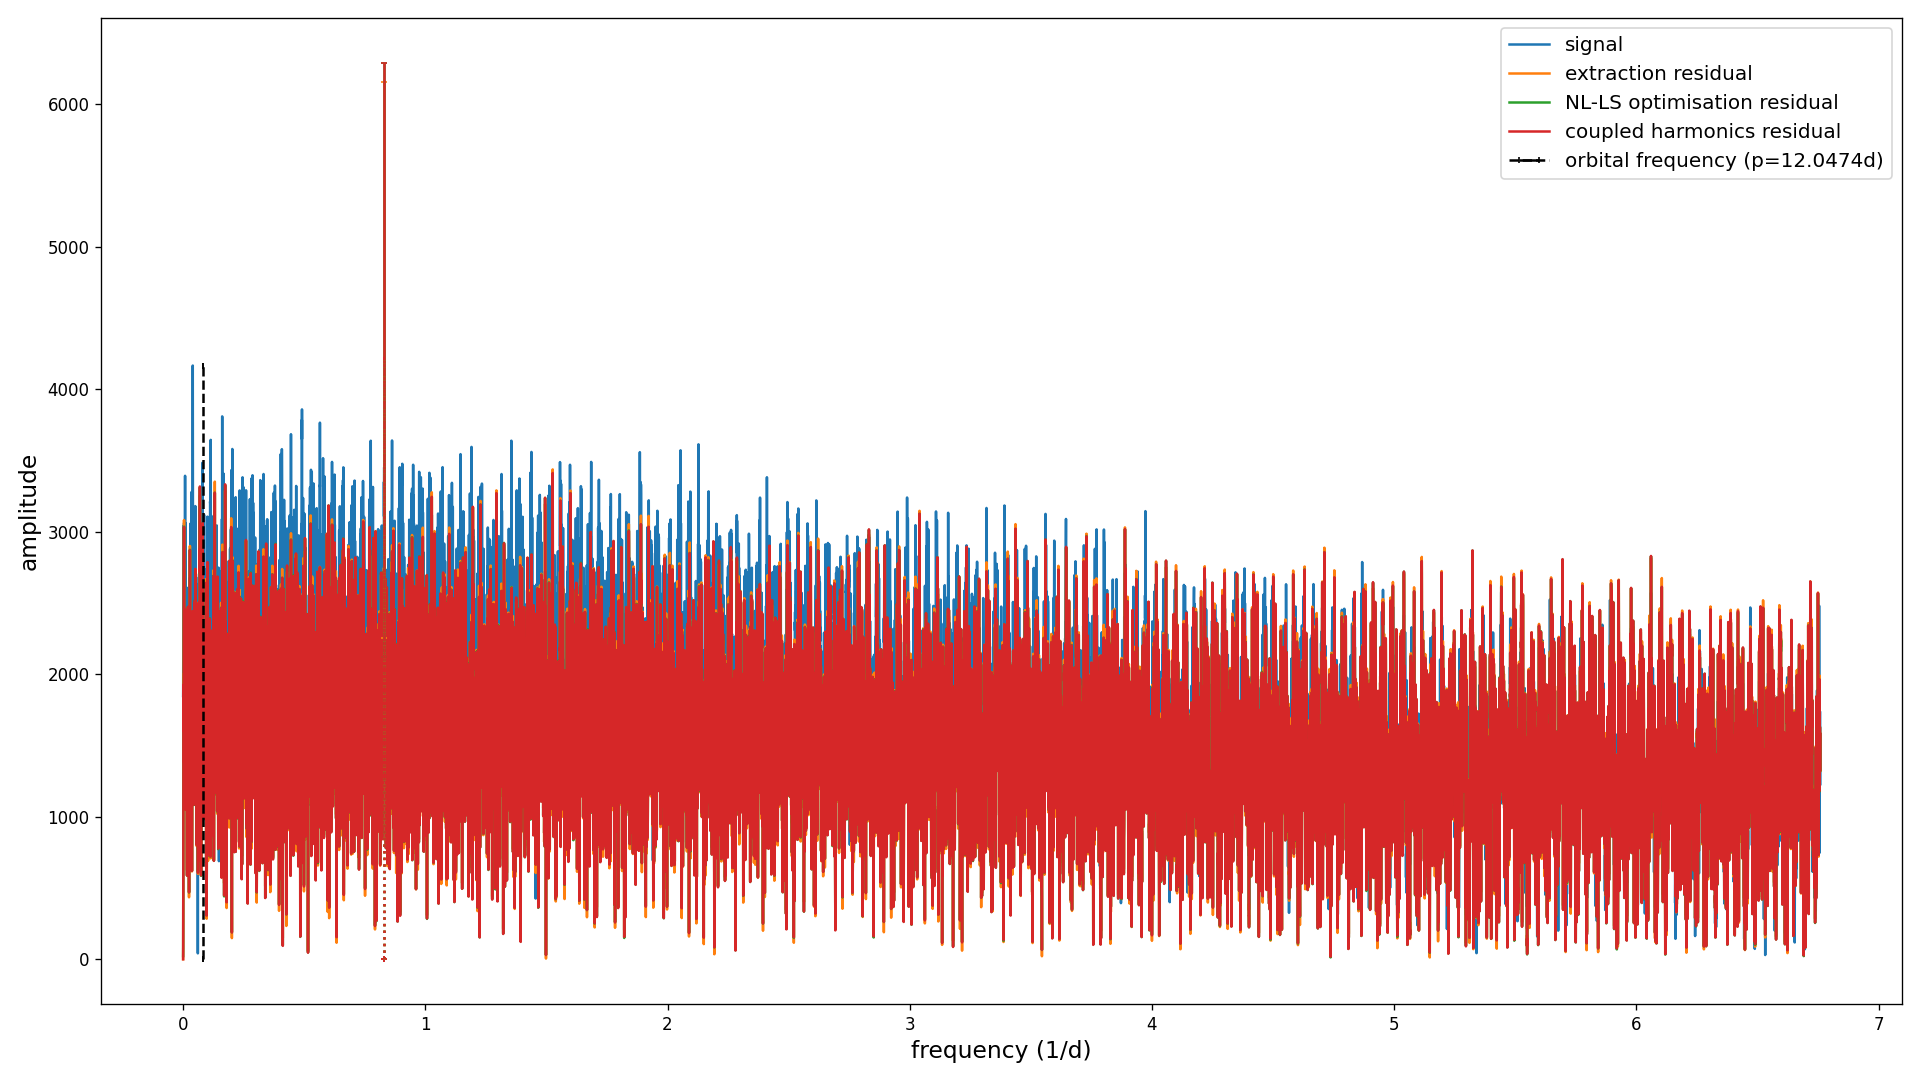 signal
extraction residual
NL-LS optimisation residual
coupled harmonics residual
orbital frequency (p=12.0474d)
amplitude
6000
5000
4000
3000
2000
1000
0
0 1 2 3 4 5 6 7
frequency (1/d)